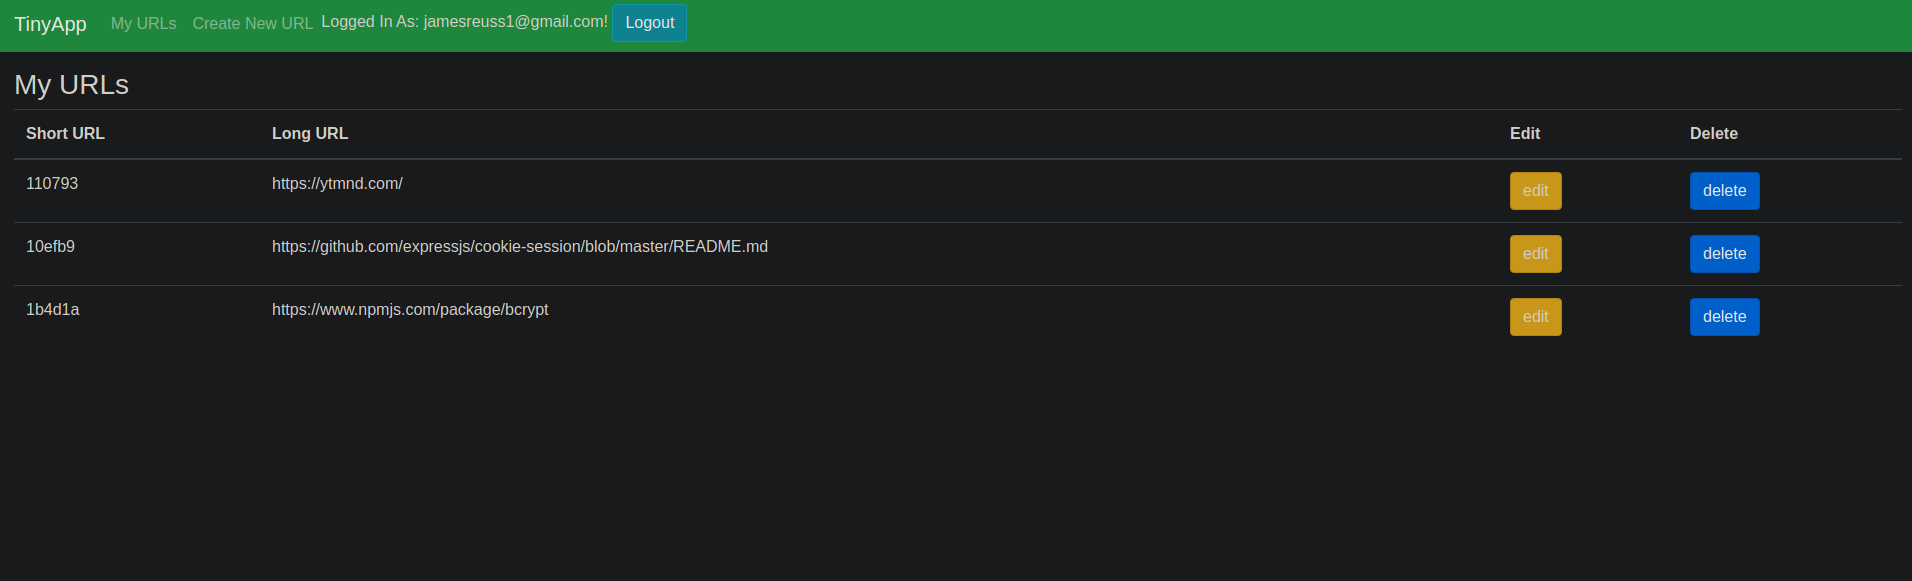 TinyApp My URLs Create New URL Logged In As: jamesreuss1@gmail.com! Logout
My URLs
Short URL Long URL Edit Delete
110793 https://ytmnd.com/ edit delete
10efb9 https://github.com/expressjs/cookie-session/blob/master/README.md edit delete
1b4d1a https://www.npmjs.com/package/bcrypt edit delete